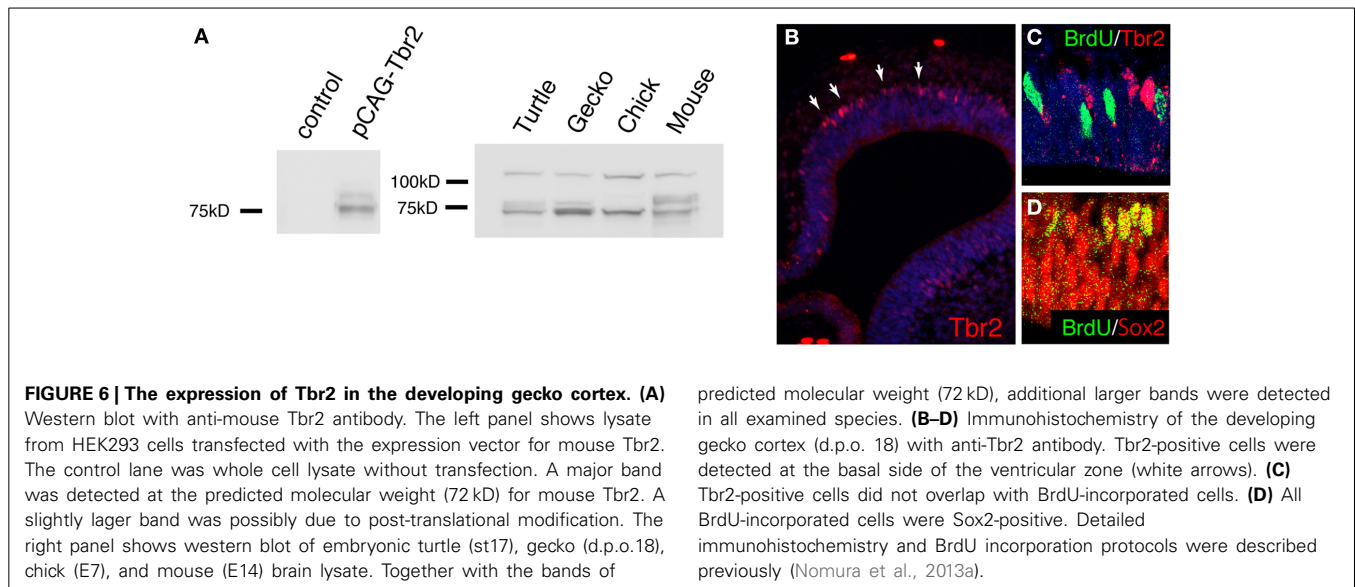 A
control
pCAG-Tbr2
75kD
Turtle
Gecko
Chick
Mouse
100kD
75kD
B
Tbr2
C
BrdU/Tbr2
D
BrdU/Sox2
FIGURE 6 | The expression of Tbr2 in the developing gecko cortex. (A)
Western blot with anti-mouse Tbr2 antibody. The left panel shows lysate
from HEK293 cells transfected with the expression vector for mouse Tbr2.
The control lane was whole cell lysate without transfection. A major band
was detected at the predicted molecular weight (72 kD) for mouse Tbr2. A
slightly lager band was possibly due to post-translational modification. The
right panel shows western blot of embryonic turtle (st17), gecko (d.p.o.18),
chick (E7), and mouse (E14) brain lysate. Together with the bands of
predicted molecular weight (72 kD), additional larger bands were detected
in all examined species. (B–D) Immunohistochemistry of the developing
gecko cortex (d.p.o. 18) with anti-Tbr2 antibody. Tbr2-positive cells were
detected at the basal side of the ventricular zone (white arrows). (C)
Tbr2-positive cells did not overlap with BrdU-incorporated cells. (D) All
BrdU-incorporated cells were Sox2-positive. Detailed
immunohistochemistry and BrdU incorporation protocols were described
previously (Nomura et al., 2013a).